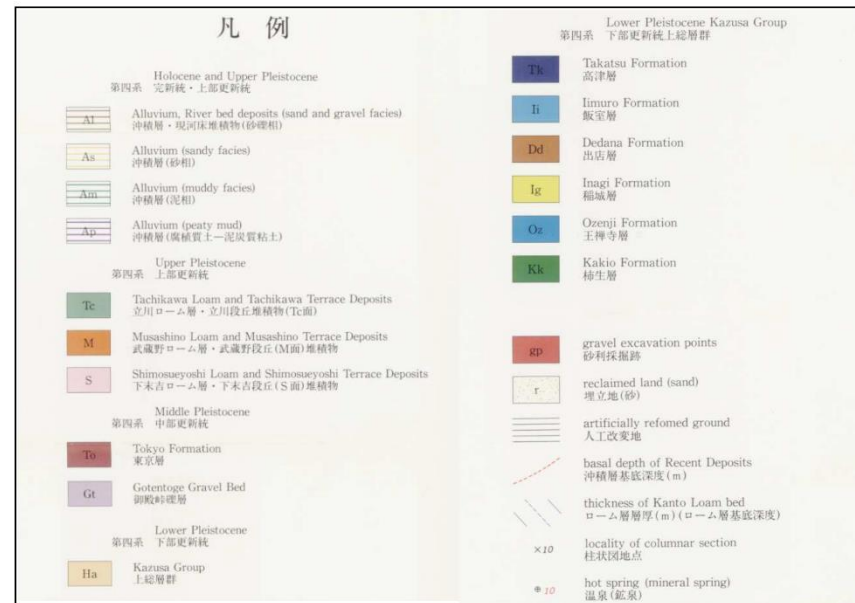 凡 例
Holocene and Upper Pleistocene
第四系 完新統・上部更新統
Al
Alluvium, River bed deposits (sand and gravel facies)
沖積層・現河床堆積物(砂礫相)
As
Alluvium (sandy facies)
沖積層(砂相)
Am
Alluvium (muddy facies)
沖積層(泥相)
Ap
Alluvium (peaty mud)
沖積層(腐植質土―泥炭質粘土)
Upper Pleistocene
第四系 上部更新統
Tc
Tachikawa Loam and Tachikawa Terrace Deposits
立川ローム層・立川段丘堆積物(Tc面)
M
Musashino Loam and Musashino Terrace Deposits
武蔵野ローム層・武蔵野段丘(M面)堆積物
S
Shimosueyoshi Loam and Shimosueyoshi Terrace Deposits
下末吉ローム層・下末吉段丘(S面)堆積物
Middle Pleistocene
第四系 中部更新統
To
Tokyo Formation
東京層
Gt
Gotentoge Gravel Bed
御殿峠礫層
Lower Pleistocene
第四系 下部更新統
Ha
Kazusa Group
上総層群
Lower Pleistocene Kazusa Group
第四系 下部更新統上総層群
Tk
Takatsu Formation
高津層
Ii
Iimuro Formation
飯室層
Dd
Dedana Formation
出店層
Ig
Inagi Formation
稲城層
Oz
Ozenji Formation
王禅寺層
Kk
Kakio Formation
柿生層
gp
gravel excavation points
砂利採掘跡
r
reclaimed land (sand)
埋立地(砂)
artificially refomed ground
人工改変地
basal depth of Recent Deposits
沖積層基底深度(m)
thickness of Kanto Loam bed
ローム層層厚(m)(ローム層基底深度)
×10
locality of columnar section
柱状図地点
⊕ 10
hot spring (mineral spring)
温泉(鉱泉)